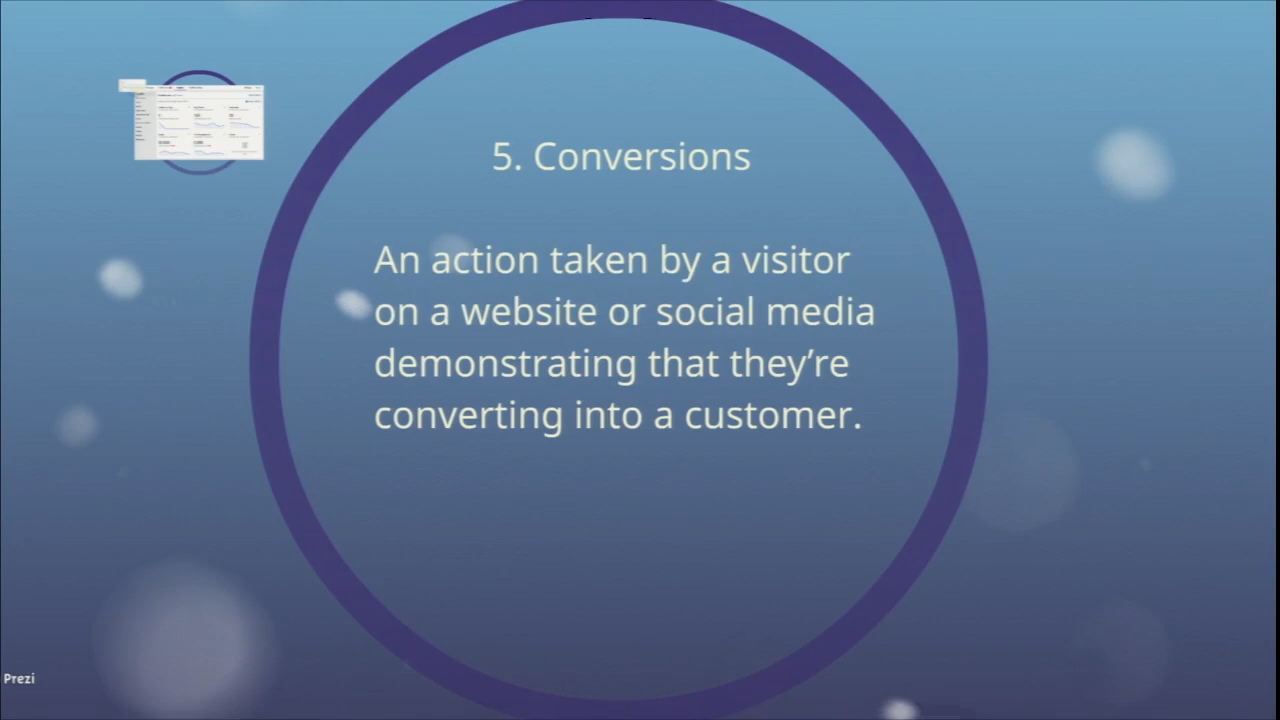 5. Conversions
An action taken by a visitor
on a website or social media
demonstrating that they’re
converting into a customer.
Prezi